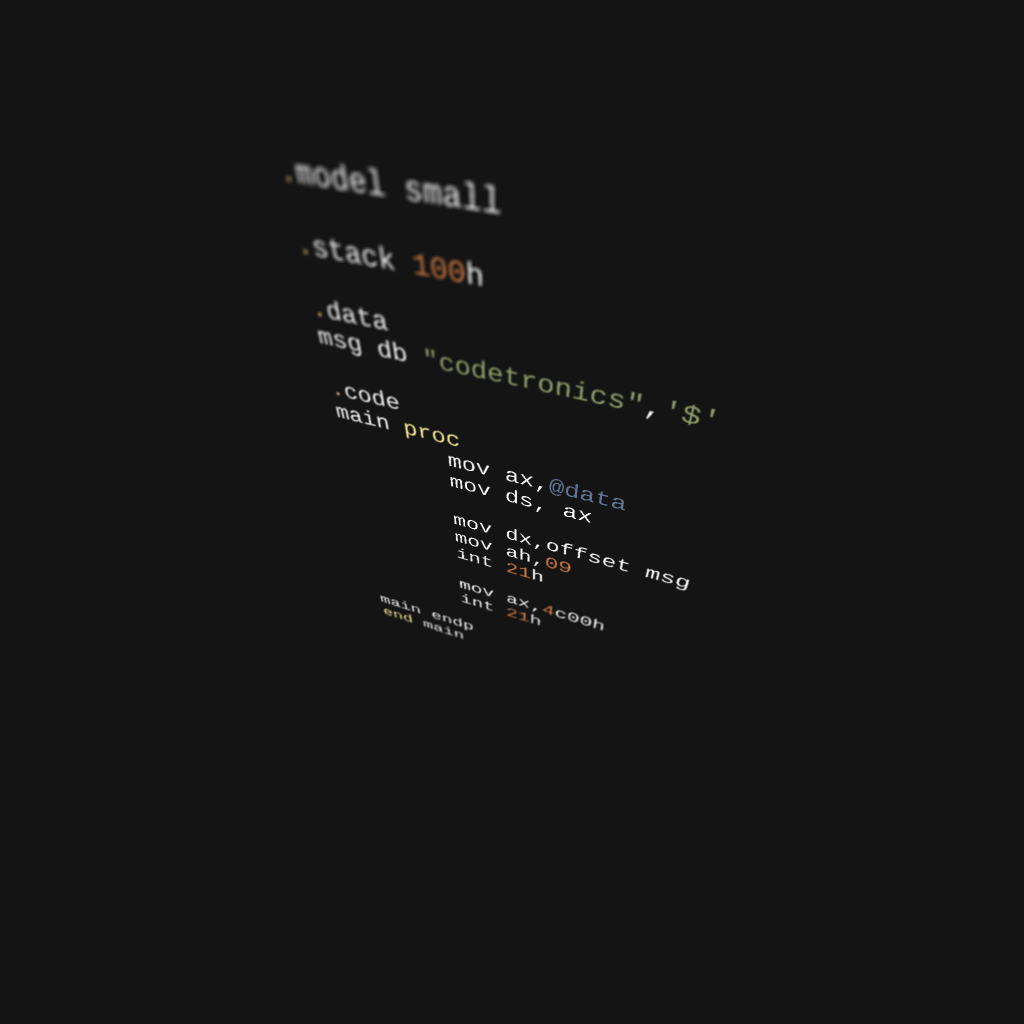 .model small
.stack 100h
.data
msg db "codetronics",'$'
.code
main proc
mov ax,@data
mov ds, ax
mov dx,offset msg
mov ah,09
int 21h
mov ax,4c00h
int 21h
main endp
end main